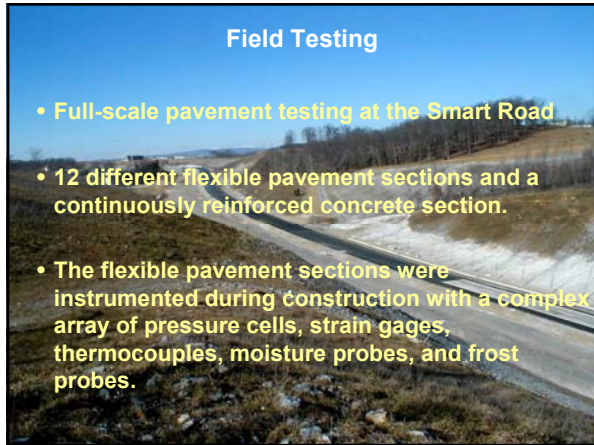 Field Testing
• Full-scale pavement testing at the Smart Road
• 12 different flexible pavement sections and a
continuously reinforced concrete section.
• The flexible pavement sections were
instrumented during construction with a complex
array of pressure cells, strain gages,
thermocouples, moisture probes, and frost
probes.